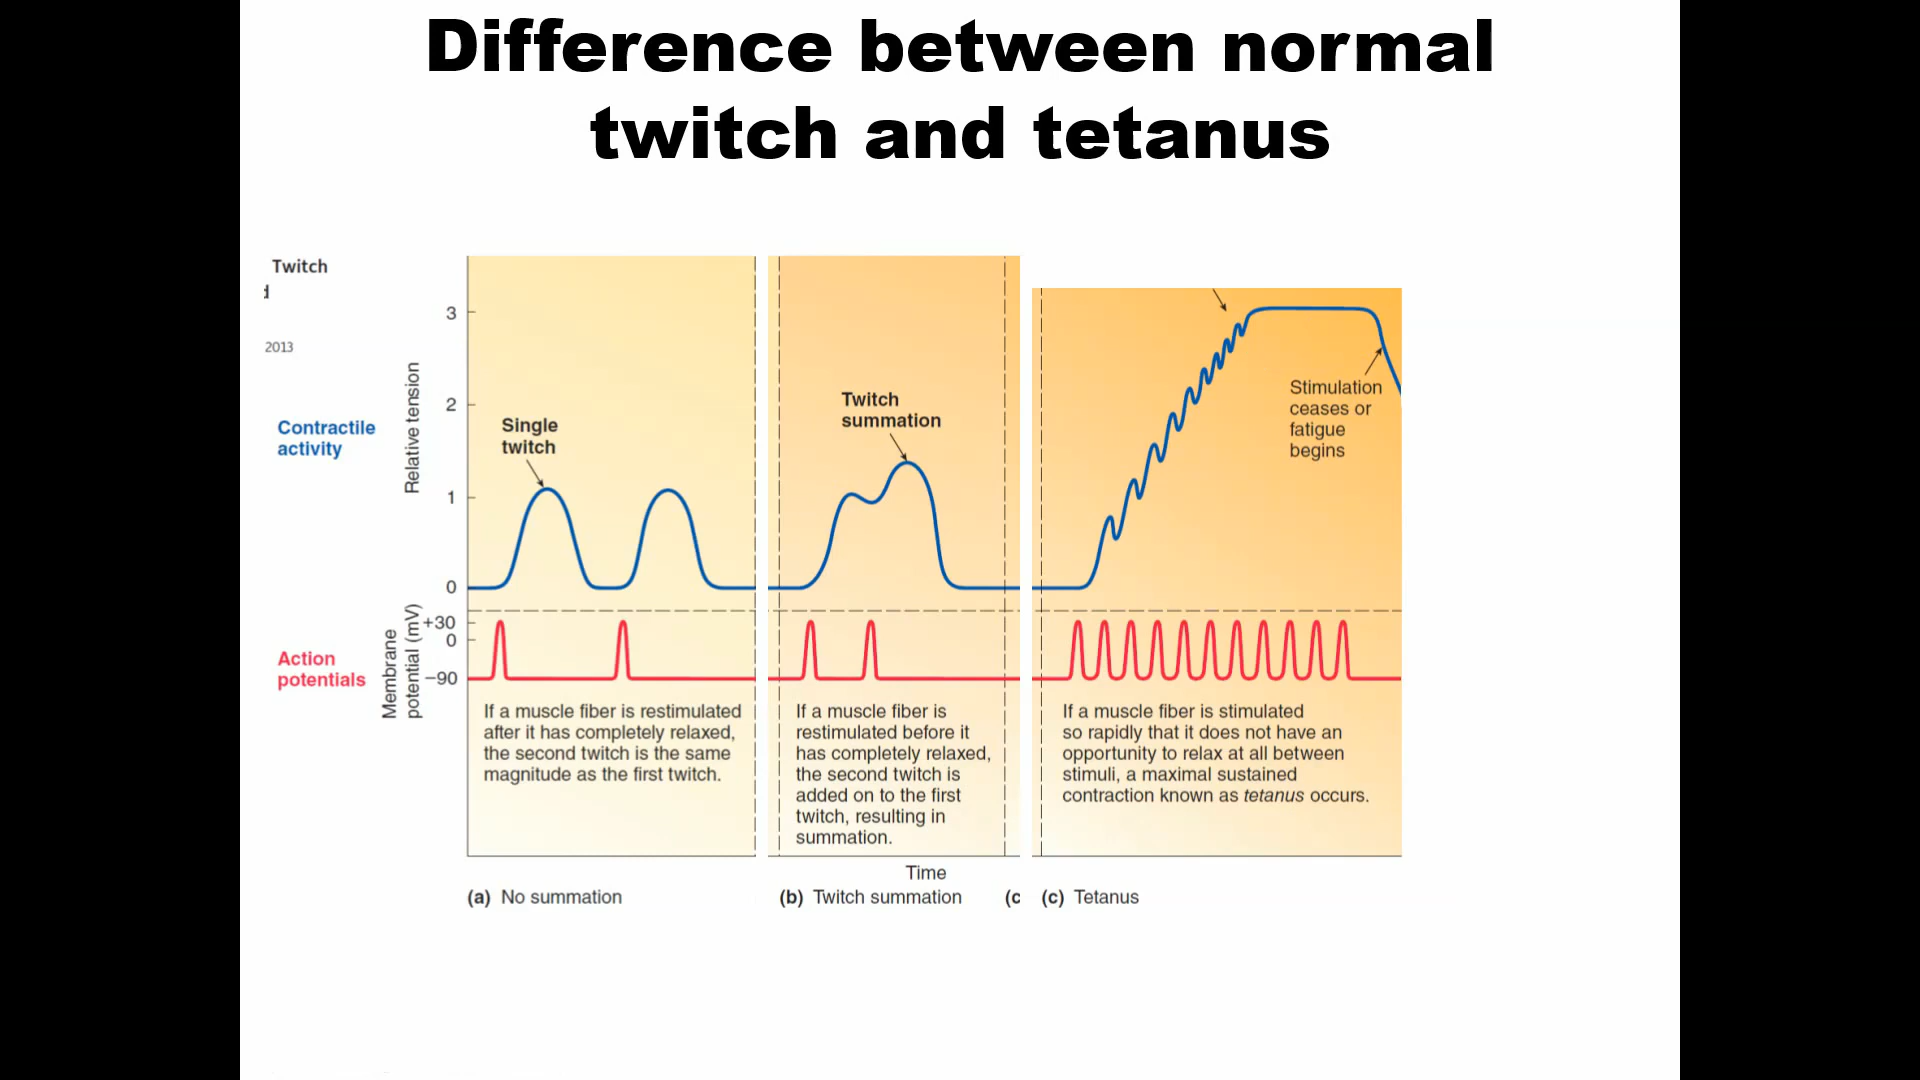 Difference between normal
twitch and tetanus
Twitch
d
2013
Contractile
activity
Relative tension
3
2
1
0
Single
twitch
Twitch
summation
Stimulation
ceases or
fatigue
begins
Action
potentials
Membrane
potential (mV)
+30
0
−90
If a muscle fiber is restimulated
after it has completely relaxed,
the second twitch is the same
magnitude as the first twitch.
If a muscle fiber is
restimulated before it
has completely relaxed,
the second twitch is
added on to the first
twitch, resulting in
summation.
If a muscle fiber is stimulated
so rapidly that it does not have an
opportunity to relax at all between
stimuli, a maximal sustained
contraction known as tetanus occurs.
Time
(a) No summation
(b) Twitch summation
(c
(c) Tetanus